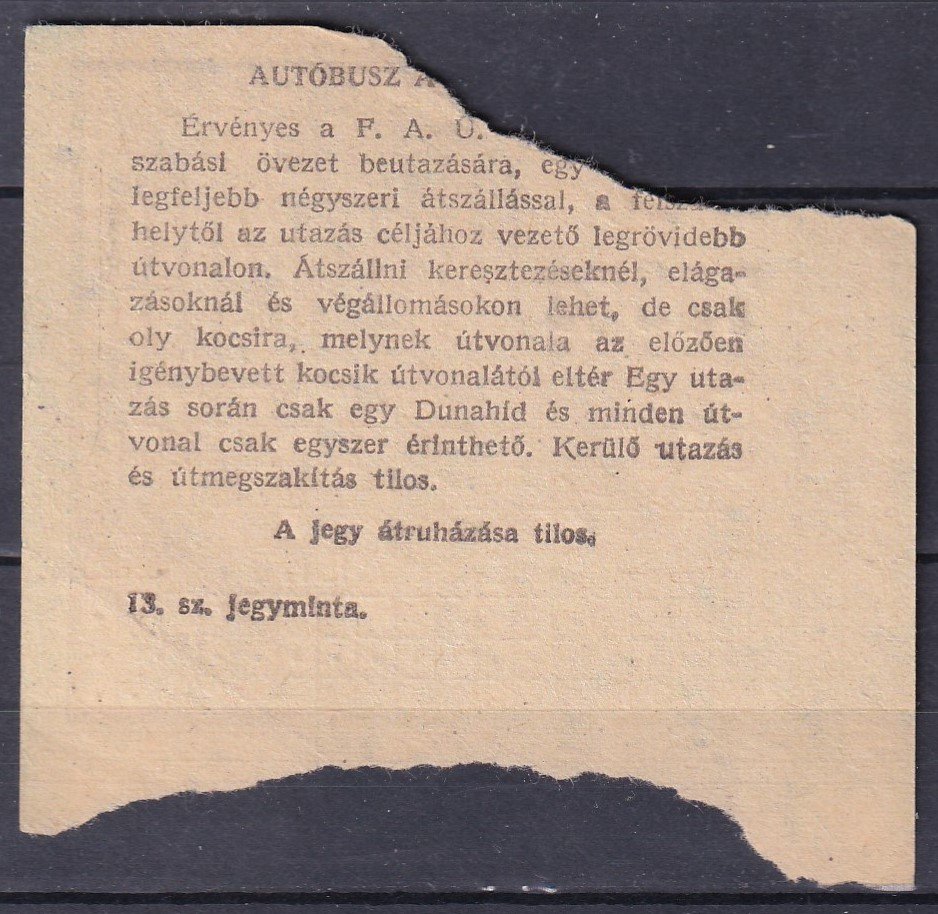 AUTÓBUSZ Á
Érvényes a F. A. Ü.
szabási övezet beutazására, egy
legfeljebb négyszeri átszállással, a felszá
helytől az utazás céljához vezető legrövidebb
útvonalon. Átszállni keresztezéseknél, elága-
zásoknál és végállomásokon lehet, de csak
oly kocsira, melynek útvonala az előzően
igénybevett kocsik útvonalától eltér Egy uta-
zás során csak egy Dunahíd és minden út-
vonal csak egyszer érinthető. Kerülő utazás
és útmegszakítás tilos.
A jegy átruházása tilos.
13. sz. jegyminta.